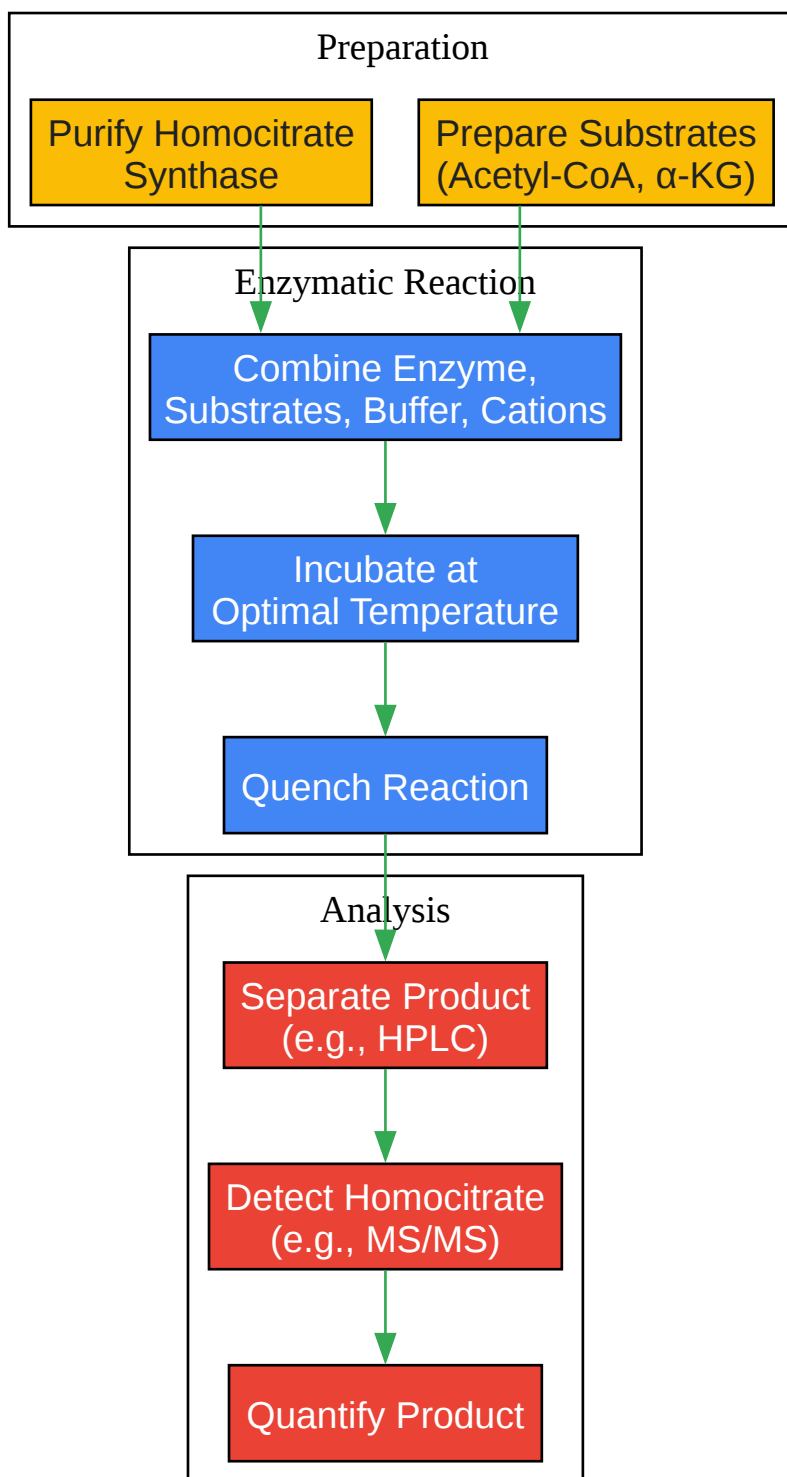 Preparation
Purify Homocitrate
Synthase
Prepare Substrates
(Acetyl-CoA, α-KG)
Enzymatic Reaction
Combine Enzyme,
Substrates, Buffer, Cations
Incubate at
Optimal Temperature
Quench Reaction
Analysis
Separate Product
(e.g., HPLC)
Detect Homocitrate
(e.g., MS/MS)
Quantify Product